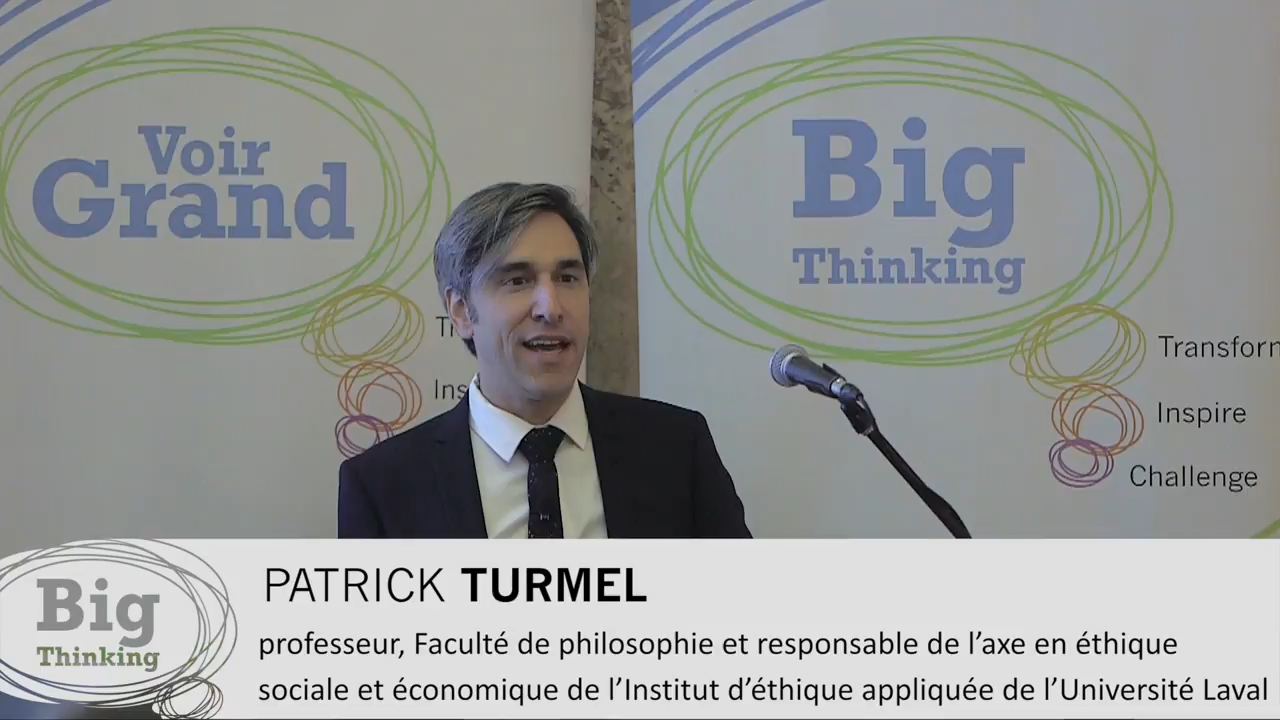 Voir
Grand
Big
Thinking
Transform
Inspire
Challenge
Big
Thinking
PATRICK TURMEL
professeur, Faculté de philosophie et responsable de l'axe en éthique
sociale et économique de l'Institut d'éthique appliquée de l'Université Laval